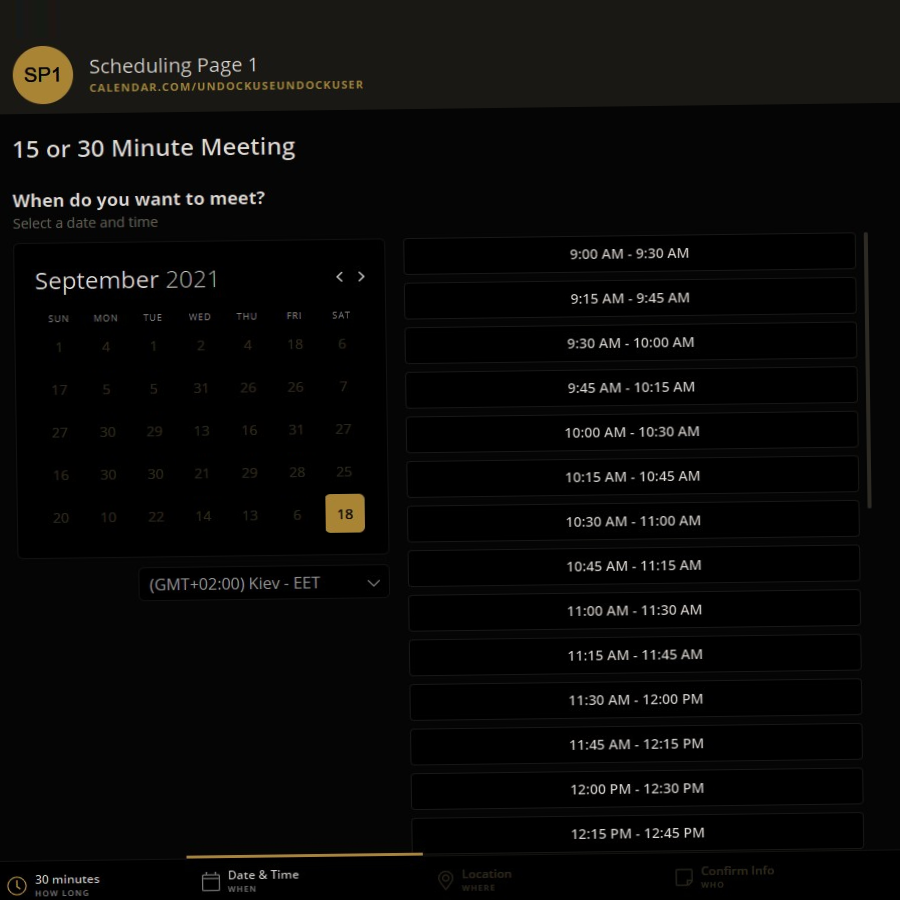 SP1
Scheduling Page 1
CALENDAR.COM/UNDOCKUSEUNDOCKUSER
15 or 30 Minute Meeting
When do you want to meet?
Select a date and time
September 2021
SUN MON TUE WED THU FRI SAT
1 4 1 2 4 18 6
17 5 5 31 26 26 7
27 30 29 13 16 31 27
16 30 30 21 29 28 25
20 10 22 14 13 6 18
(GMT+02:00) Kiev - EET
9:00 AM - 9:30 AM
9:15 AM - 9:45 AM
9:30 AM - 10:00 AM
9:45 AM - 10:15 AM
10:00 AM - 10:30 AM
10:15 AM - 10:45 AM
10:30 AM - 11:00 AM
10:45 AM - 11:15 AM
11:00 AM - 11:30 AM
11:15 AM - 11:45 AM
11:30 AM - 12:00 PM
11:45 AM - 12:15 PM
12:00 PM - 12:30 PM
12:15 PM - 12:45 PM
30 minutes
HOW LONG
Date & Time
WHEN
Location
WHERE
Confirm Info
WHO